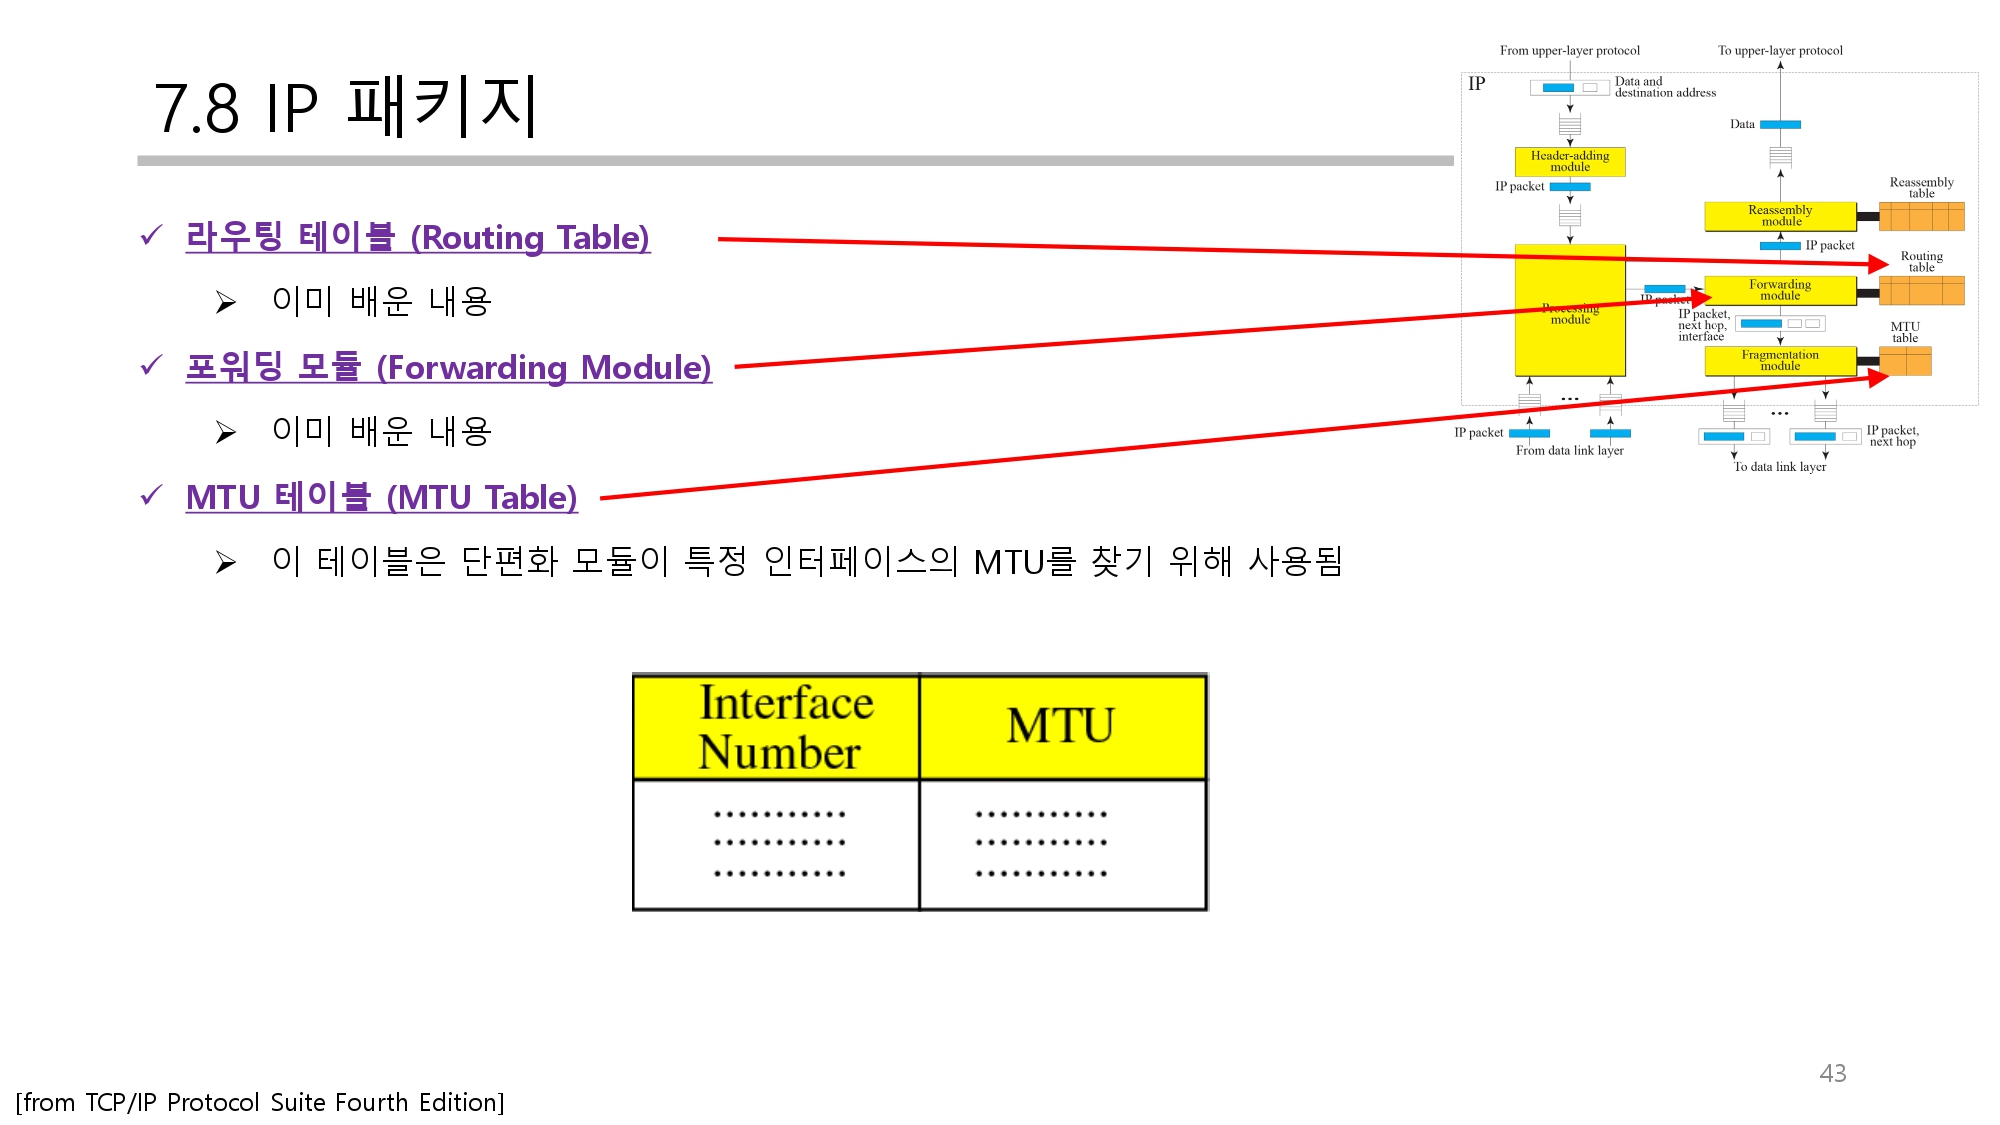 7.8 IP 패키지
✓ 라우팅 테이블 (Routing Table)
➢ 이미 배운 내용
✓ 포워딩 모듈 (Forwarding Module)
➢ 이미 배운 내용
✓ MTU 테이블 (MTU Table)
➢ 이 테이블은 단편화 모듈이 특정 인터페이스의 MTU를 찾기 위해 사용됨
From upper-layer protocol
To upper-layer protocol
IP
Data and
destination address
Data
Header-adding
module
IP packet
Reassembly
table
Reassembly
module
IP packet
Routing
table
Forwarding
module
IP packet
Processing
module
IP packet,
next hop,
interface
MTU
table
Fragmentation
module
...
...
IP packet
From data link layer
IP packet,
next hop
To data link layer
Interface
Number
MTU
...........
...........
...........
...........
...........
...........
43
[from TCP/IP Protocol Suite Fourth Edition]